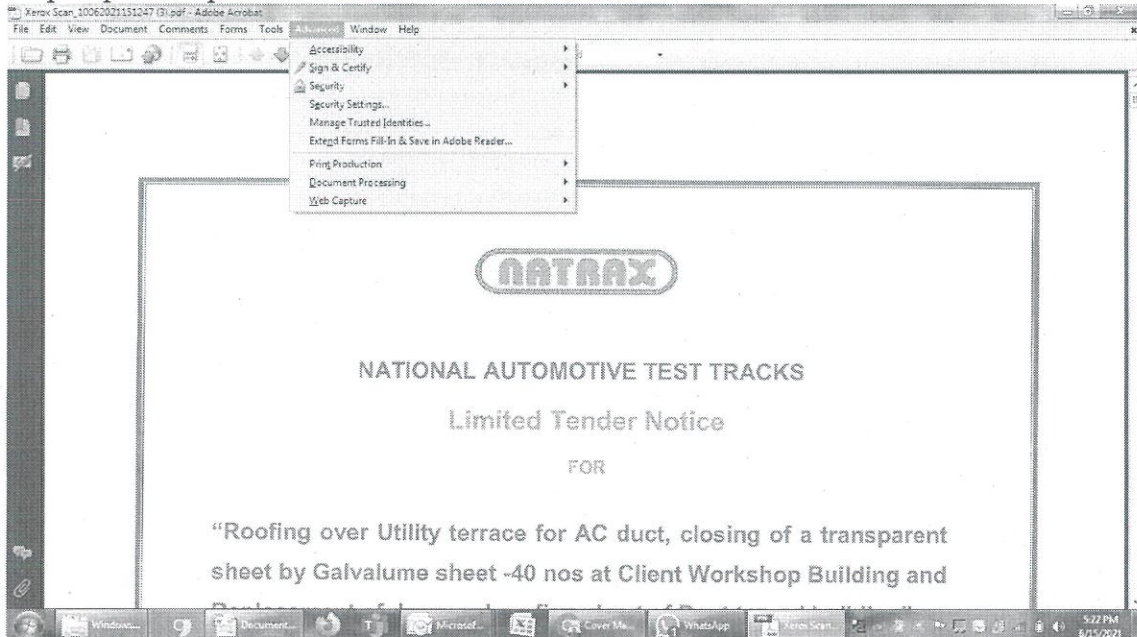 Xerox Scan_10062021151247 (3).pdf - Adobe Acrobat
File Edit View Document Comments Forms Tools Advanced Window Help
Accessibility
Sign & Certify
Security
Security Settings...
Manage Trusted Identities...
Extend Forms Fill-In & Save in Adobe Reader...
Print Production
Document Processing
Web Capture
NATRAX
NATIONAL AUTOMOTIVE TEST TRACKS
Limited Tender Notice
FOR
“Roofing over Utility terrace for AC duct, closing of a transparent
sheet by Galvalume sheet -40 nos at Client Workshop Building and
Windows... Document... Microsof... Cover Me... WhatsApp Xerox Scan... 5:22 PM
6/15/2021